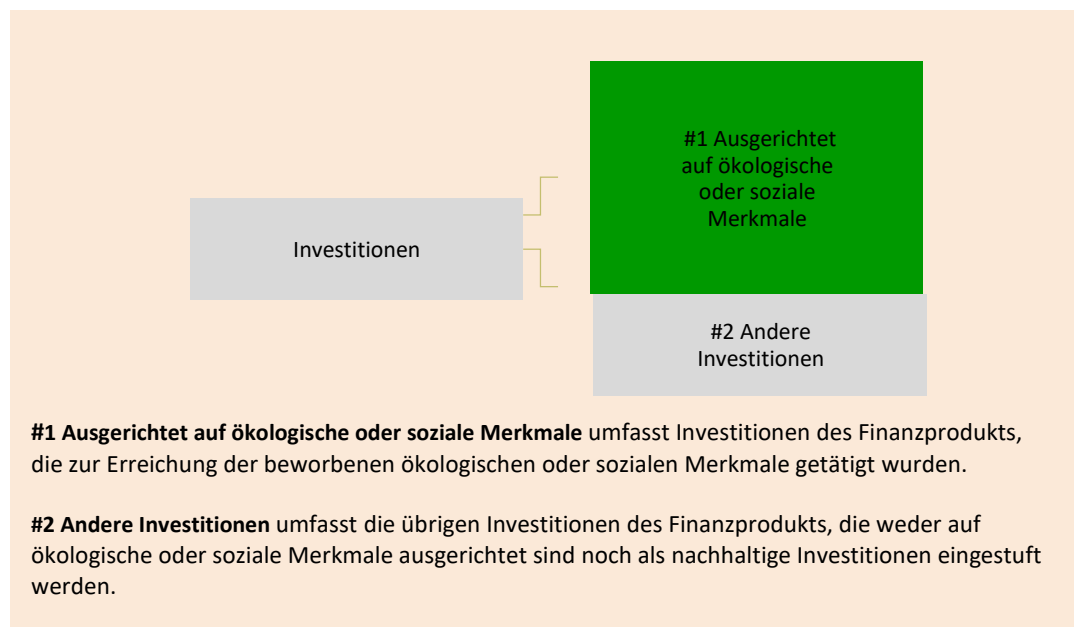 #1 Ausgerichtet
auf ökologische
oder soziale
Merkmale
Investitionen
#2 Andere
Investitionen
#1 Ausgerichtet auf ökologische oder soziale Merkmale umfasst Investitionen des Finanzprodukts,
die zur Erreichung der beworbenen ökologischen oder sozialen Merkmale getätigt wurden.
#2 Andere Investitionen umfasst die übrigen Investitionen des Finanzprodukts, die weder auf
ökologische oder soziale Merkmale ausgerichtet sind noch als nachhaltige Investitionen eingestuft
werden.